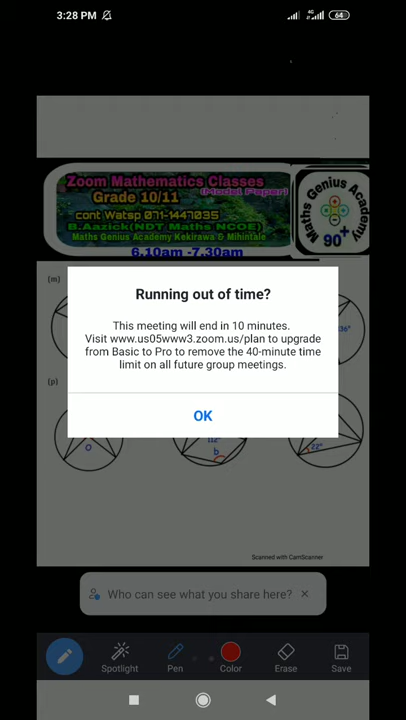 3:28 PM
4G
64
Zoom Mathematics Classes
Grade 10/11
(Model Paper)
cont Watsp 071-1447035
B.Aazick(NDT Maths NCOE)
Maths Genius Academy Kekirawa & Mihintale
6.10am -7.30am
Maths Genius Academy
90+
(m)
36°
Running out of time?
This meeting will end in 10 minutes.
Visit www.us05www3.zoom.us/plan to upgrade
from Basic to Pro to remove the 40-minute time
limit on all future group meetings.
OK
(p)
O
112°
b
22°
Scanned with CamScanner
Who can see what you share here?
Spotlight
Pen
Color
Erase
Save